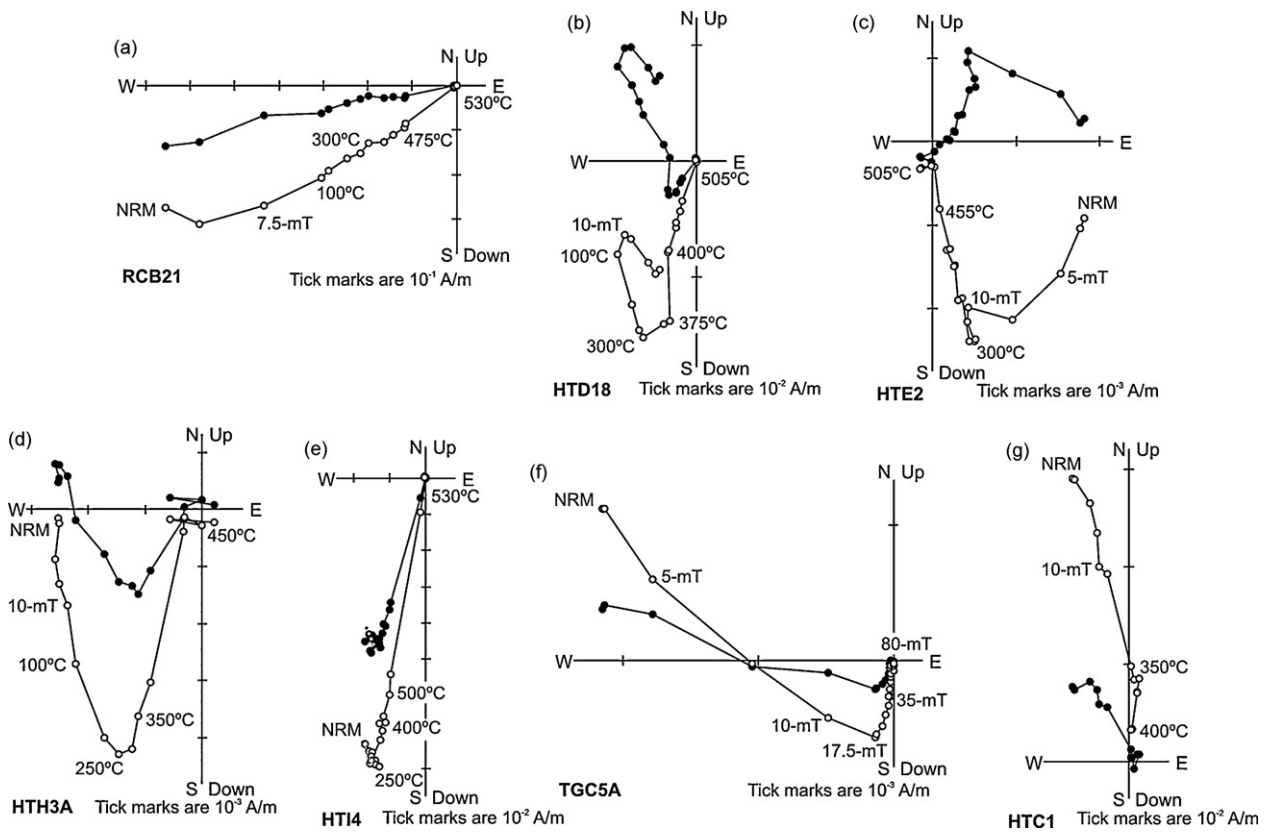 (a)
N Up
W E
530ºC
300ºC 475ºC
100ºC
NRM
7.5-mT
S Down
RCB21 Tick marks are 10-1 A/m
(b)
N Up
W E
505ºC
10-mT
100ºC 400ºC
375ºC
300ºC
S Down
HTD18 Tick marks are 10-2 A/m
(c)
N Up
W E
505ºC
455ºC NRM
5-mT
10-mT
300ºC
S Down
HTE2 Tick marks are 10-3 A/m
(d)
N Up
W E
NRM 450ºC
10-mT
100ºC
350ºC
250ºC
S Down
HTH3A Tick marks are 10-3 A/m
(e)
N Up
W E
530ºC
500ºC
NRM 400ºC
250ºC
S Down
HTI4 Tick marks are 10-2 A/m
(f)
N Up
NRM
5-mT
80-mT
W E
35-mT
10-mT
17.5-mT
S Down
TGC5A Tick marks are 10-3 A/m
(g)
N Up
NRM
10-mT
350ºC
400ºC
W E
S Down
HTC1 Tick marks are 10-2 A/m